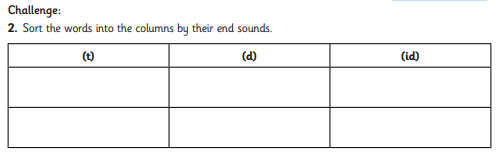 Challenge:
2. Sort the words into the columns by their end sounds.
(t) (d) (id)